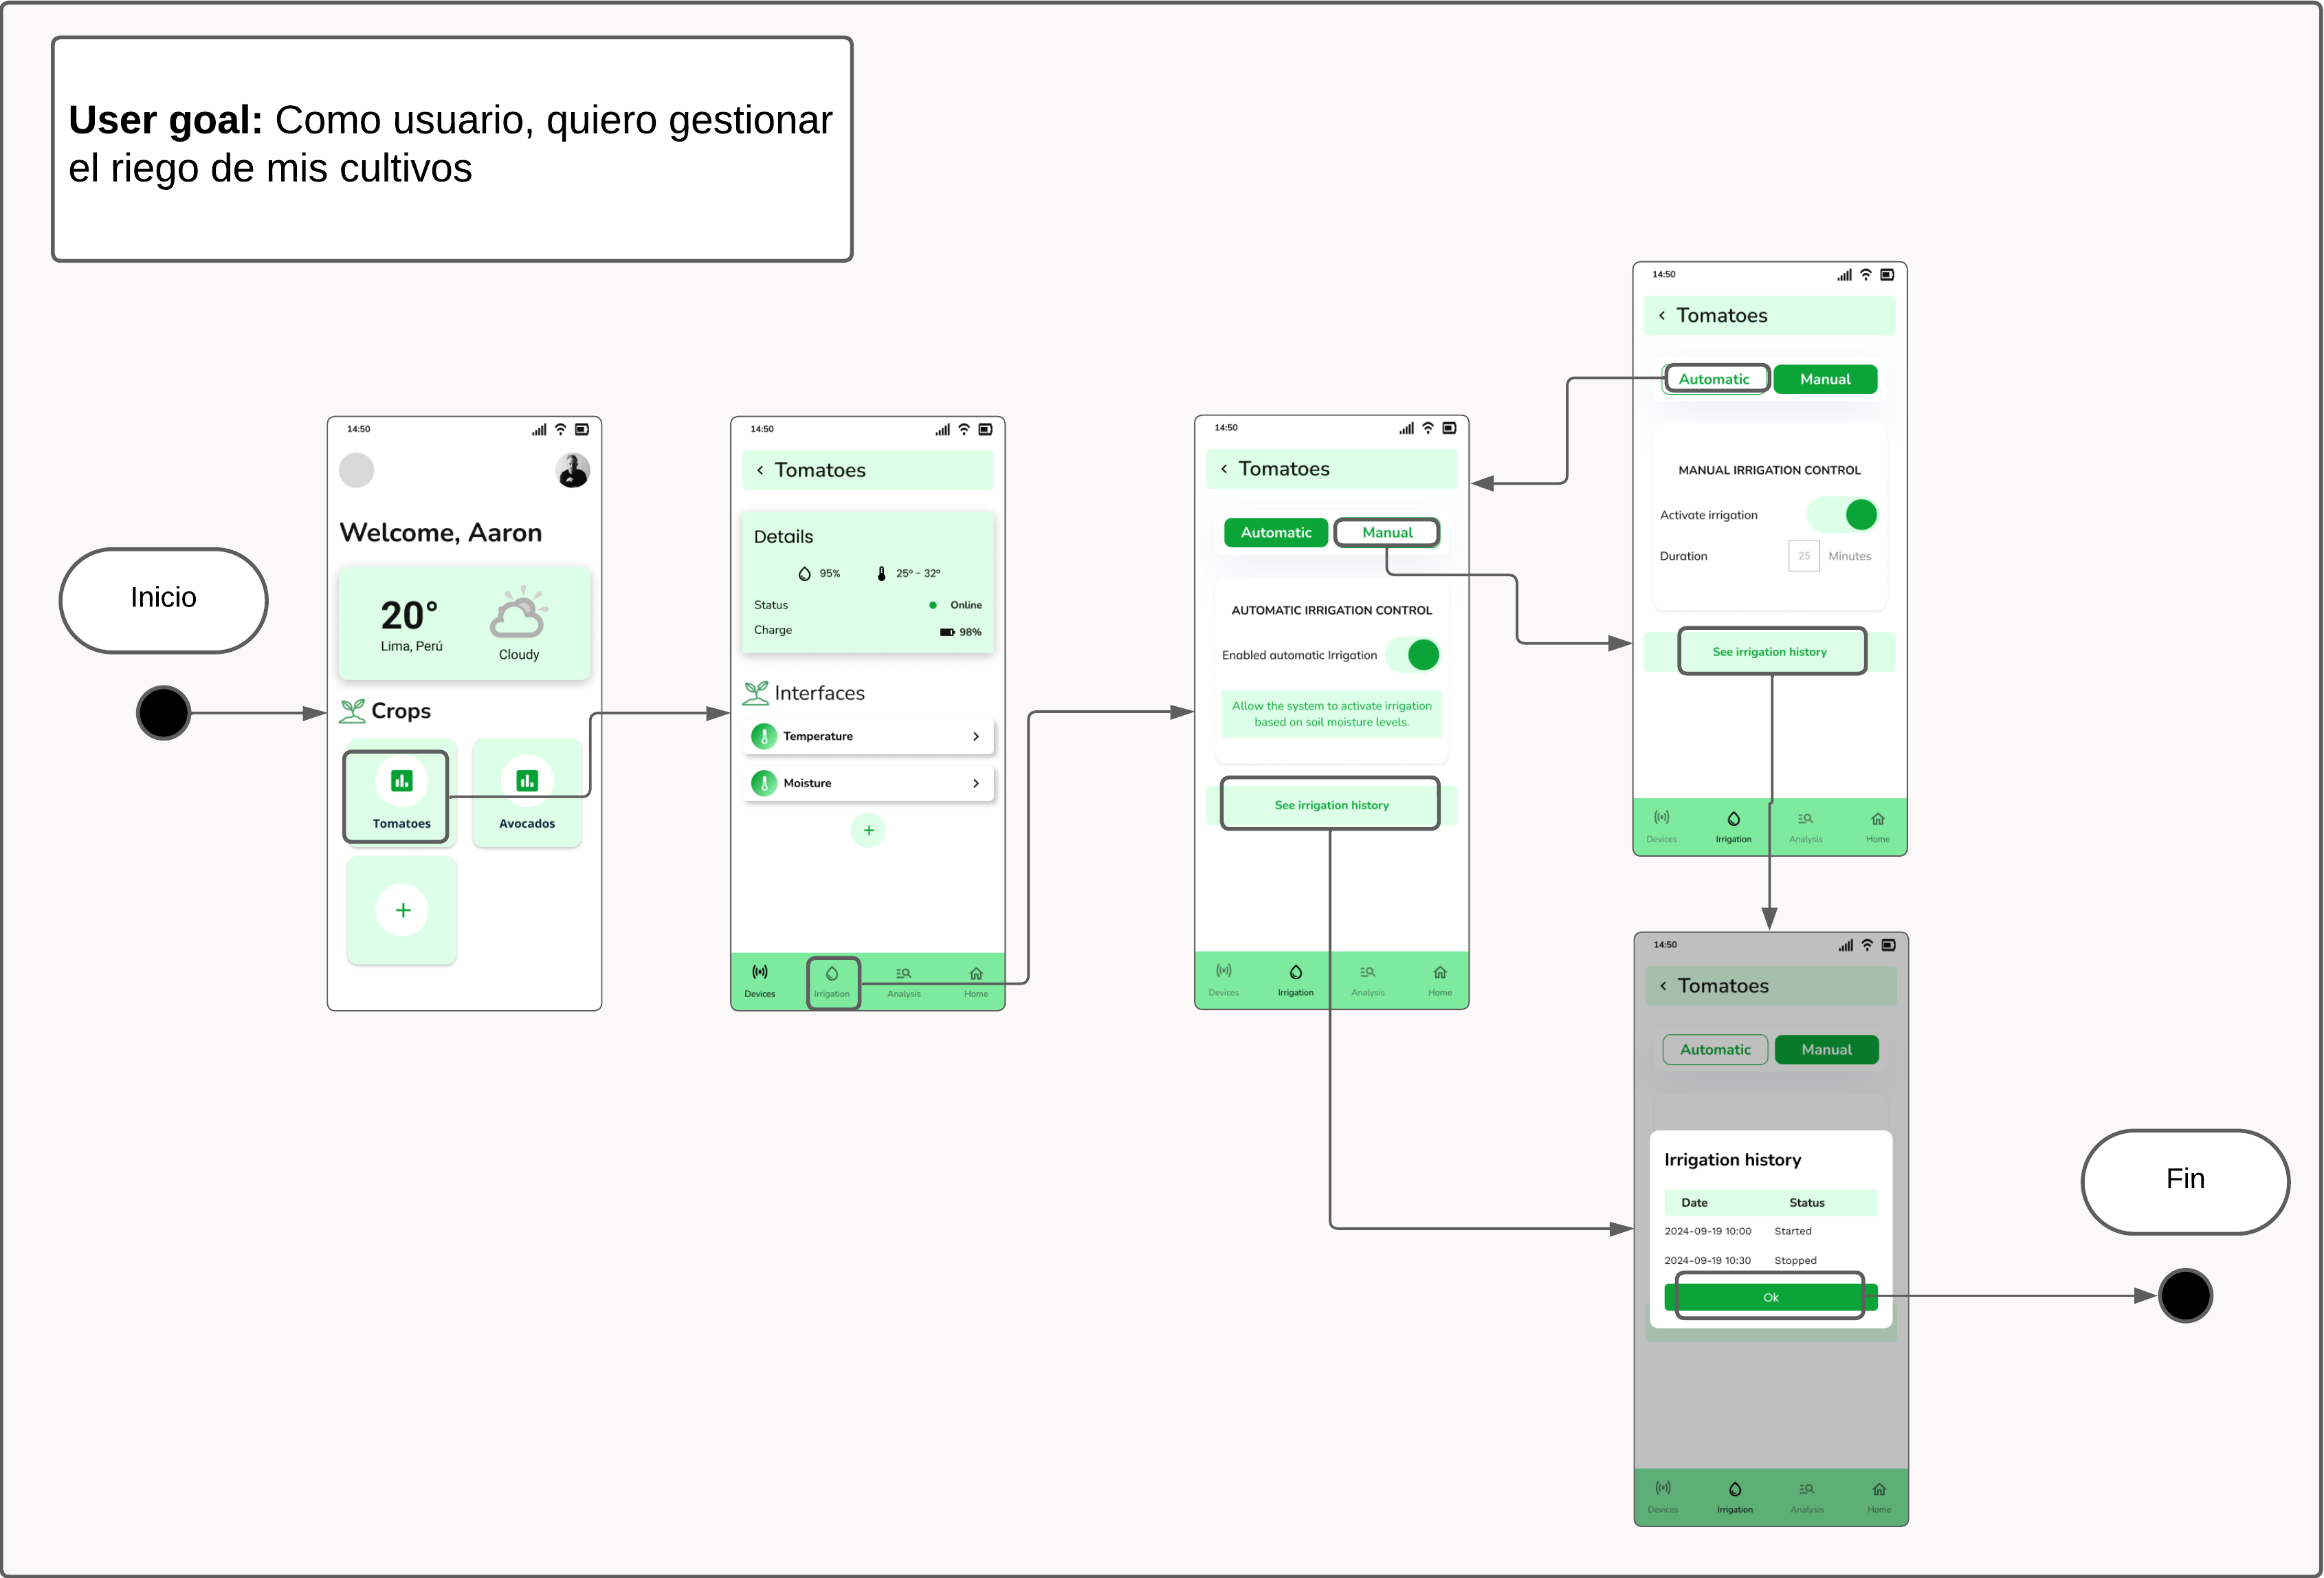 User goal: Como usuario, quiero gestionar
el riego de mis cultivos
Inicio
14:50
Welcome, Aaron
20°
Lima, Perú
Cloudy
Crops
Tomatoes
Avocados
+
14:50
< Tomatoes
Details
95%
25º - 32º
Status
Online
Charge
98%
Interfaces
Temperature
Moisture
+
Devices
Irrigation
Analysis
Home
14:50
< Tomatoes
Automatic
Manual
AUTOMATIC IRRIGATION CONTROL
Enabled automatic Irrigation
Allow the system to activate irrigation
based on soil moisture levels.
See irrigation history
Devices
Irrigation
Analysis
Home
14:50
< Tomatoes
Automatic
Manual
MANUAL IRRIGATION CONTROL
Activate irrigation
Duration
25
Minutes
See irrigation history
Devices
Irrigation
Analysis
Home
14:50
< Tomatoes
Automatic
Manual
Irrigation history
Date
Status
2024-09-19 10:00
Started
2024-09-19 10:30
Stopped
Ok
Devices
Irrigation
Analysis
Home
Fin